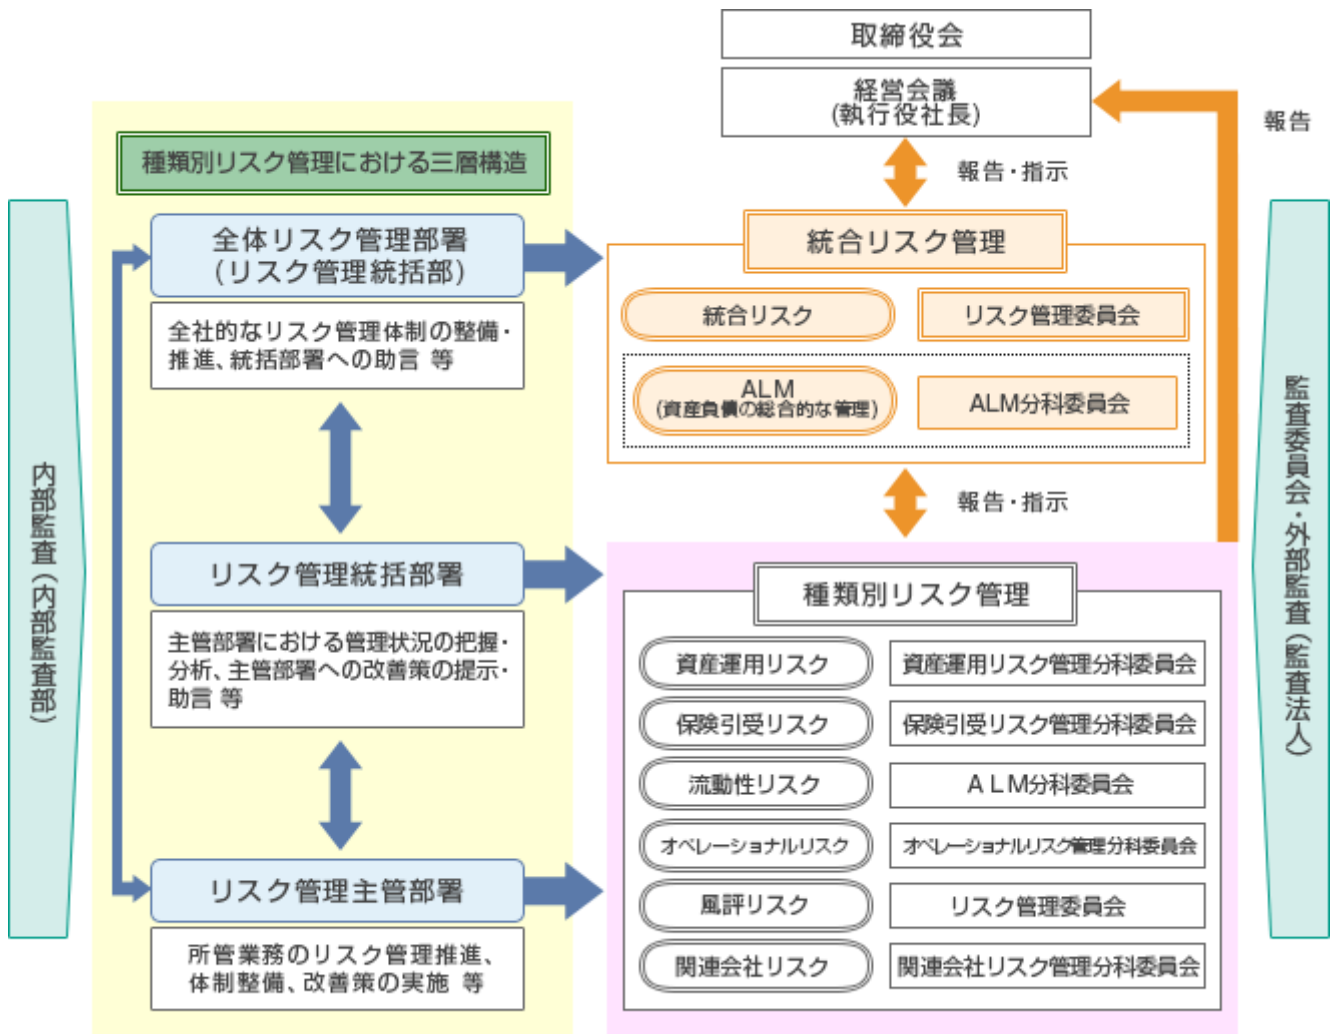 取締役会
経営会議
(執行役社長)
報告
報告・指示
種類別リスク管理における三層構造
全体リスク管理部署
(リスク管理統括部)
全社的なリスク管理体制の整備・
推進、統括部署への助言 等
リスク管理統括部署
主管部署における管理状況の把握・
分析、主管部署への改善策の提示・
助言 等
リスク管理主管部署
所管業務のリスク管理推進、
体制整備、改善策の実施 等
統合リスク管理
統合リスク
リスク管理委員会
ALM
(資産負債の総合的な管理)
ALM分科委員会
報告・指示
種類別リスク管理
資産運用リスク
資産運用リスク管理分科委員会
保険引受リスク
保険引受リスク管理分科委員会
流動性リスク
ALM分科委員会
オペレーショナルリスク
オペレーショナルリスク管理分科委員会
風評リスク
リスク管理委員会
関連会社リスク
関連会社リスク管理分科委員会
内部監査(内部監査部)
監査委員会・外部監査(監査法人)